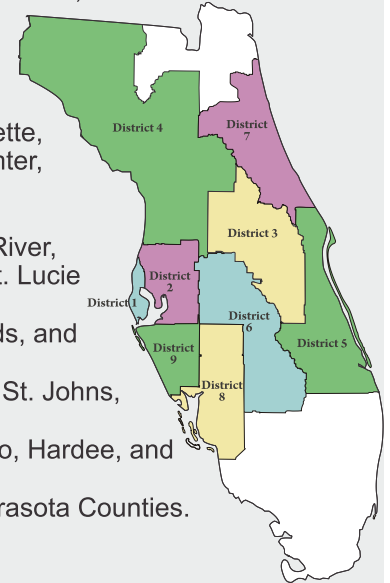 ette,
nter,
River,
t. Lucie
ds, and
St. Johns,
o, Hardee, and
rasota Counties.
District 4
District
7
District 3
District
2
District 1
District
6
District 5
District
9
District
8